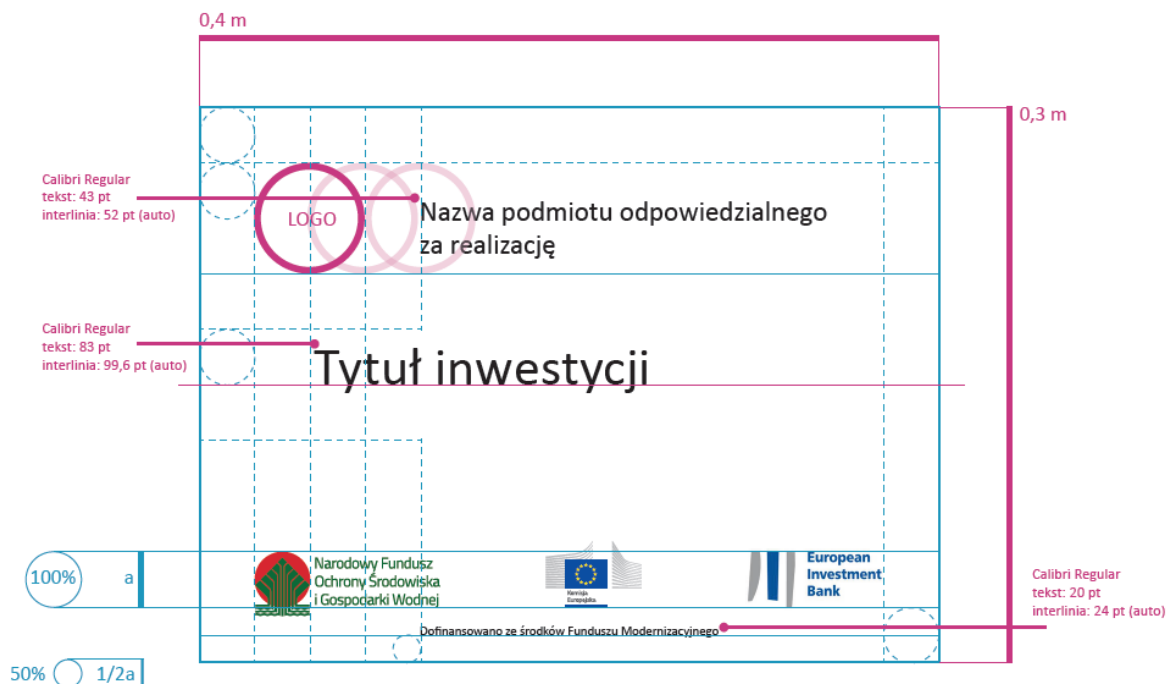 0,4 m
0,3 m
Calibri Regular
tekst: 43 pt
interlinia: 52 pt (auto)
LOGO
Nazwa podmiotu odpowiedzialnego
za realizację
Calibri Regular
tekst: 83 pt
interlinia: 99,6 pt (auto)
Tytuł inwestycji
100%
a
Narodowy Fundusz
Ochrony Środowiska
i Gospodarki Wodnej
Komisja
Europejska
European
Investment
Bank
Calibri Regular
tekst: 20 pt
interlinia: 24 pt (auto)
Dofinansowano ze środków Funduszu Modernizacyjnego
50%
1/2a